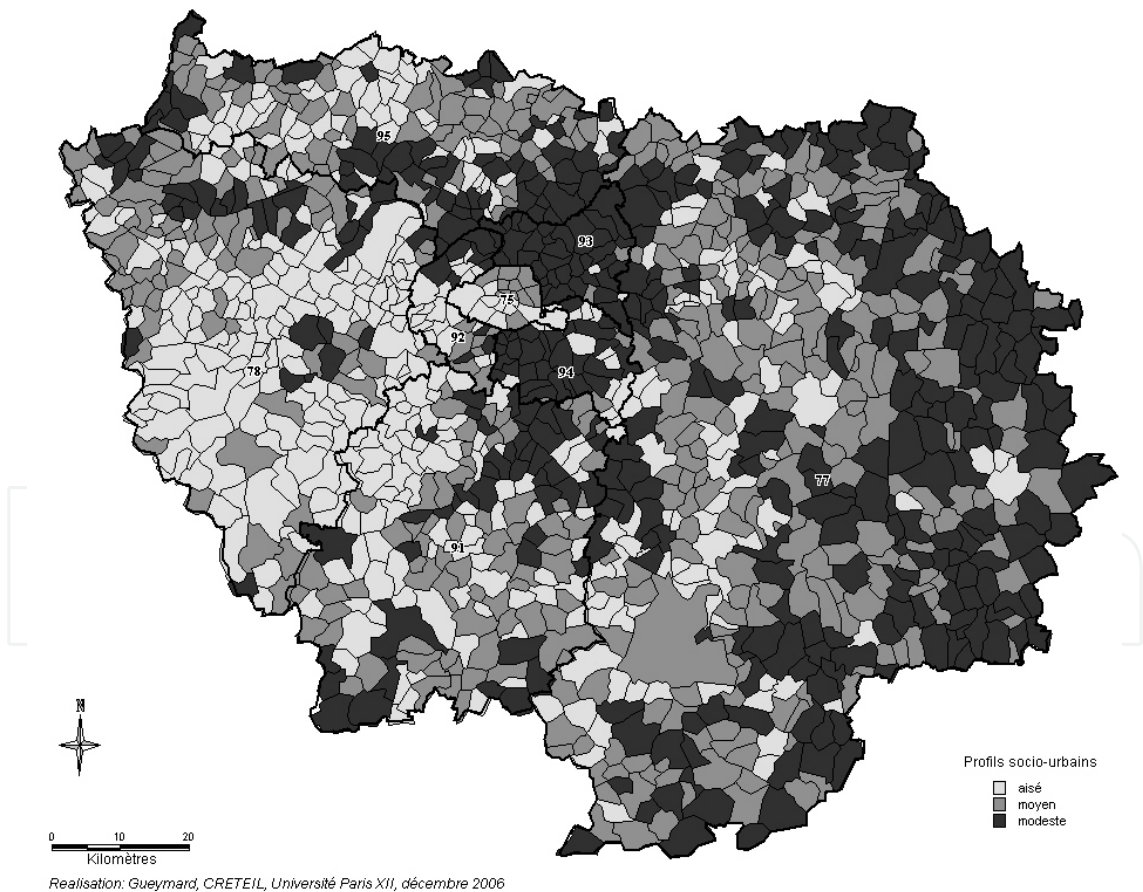 95
93
75
92
78
94
77
91
N
0 10 20
Kilomètres
Profils socio-urbains
aisé
moyen
modeste
Realisation: Gueymard, CRETEIL, Université Paris XII, décembre 2006